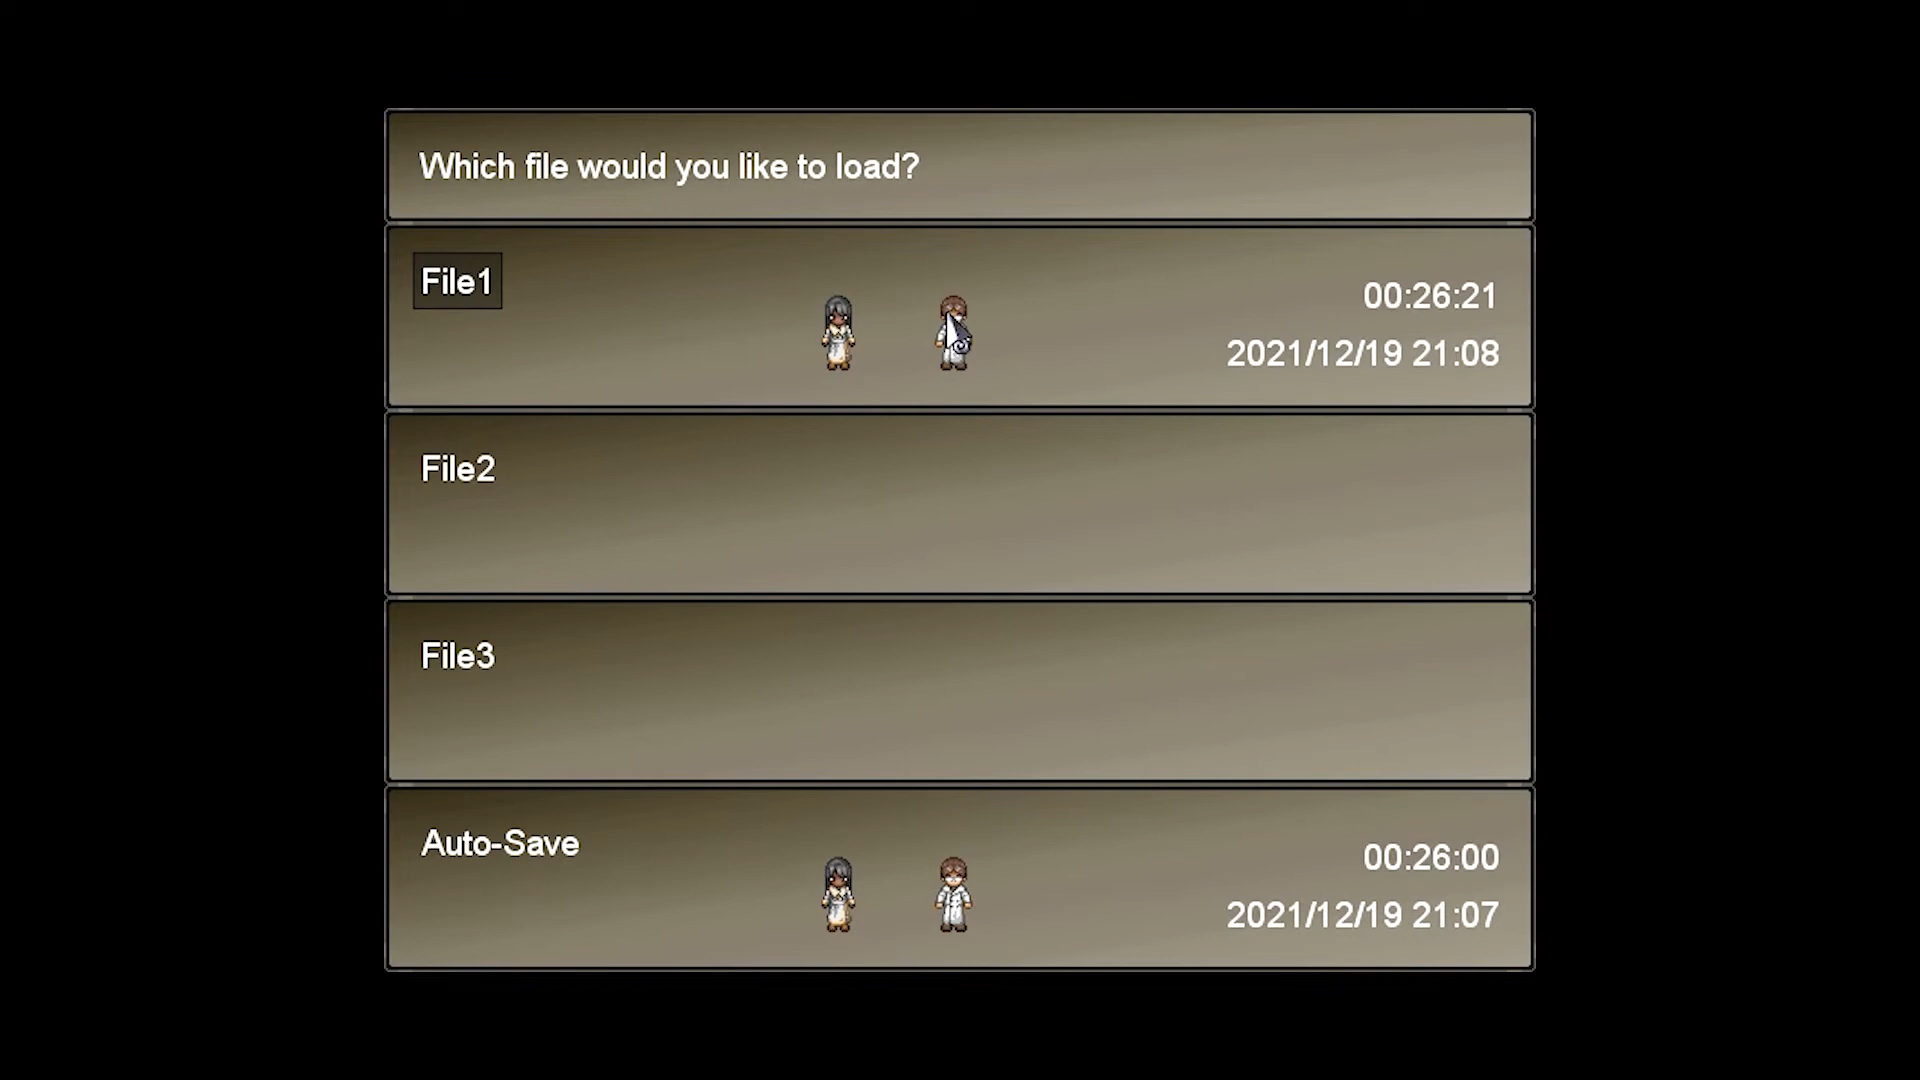 Which file would you like to load?
File1
00:26:21
2021/12/19 21:08
File2
File3
Auto-Save
00:26:00
2021/12/19 21:07